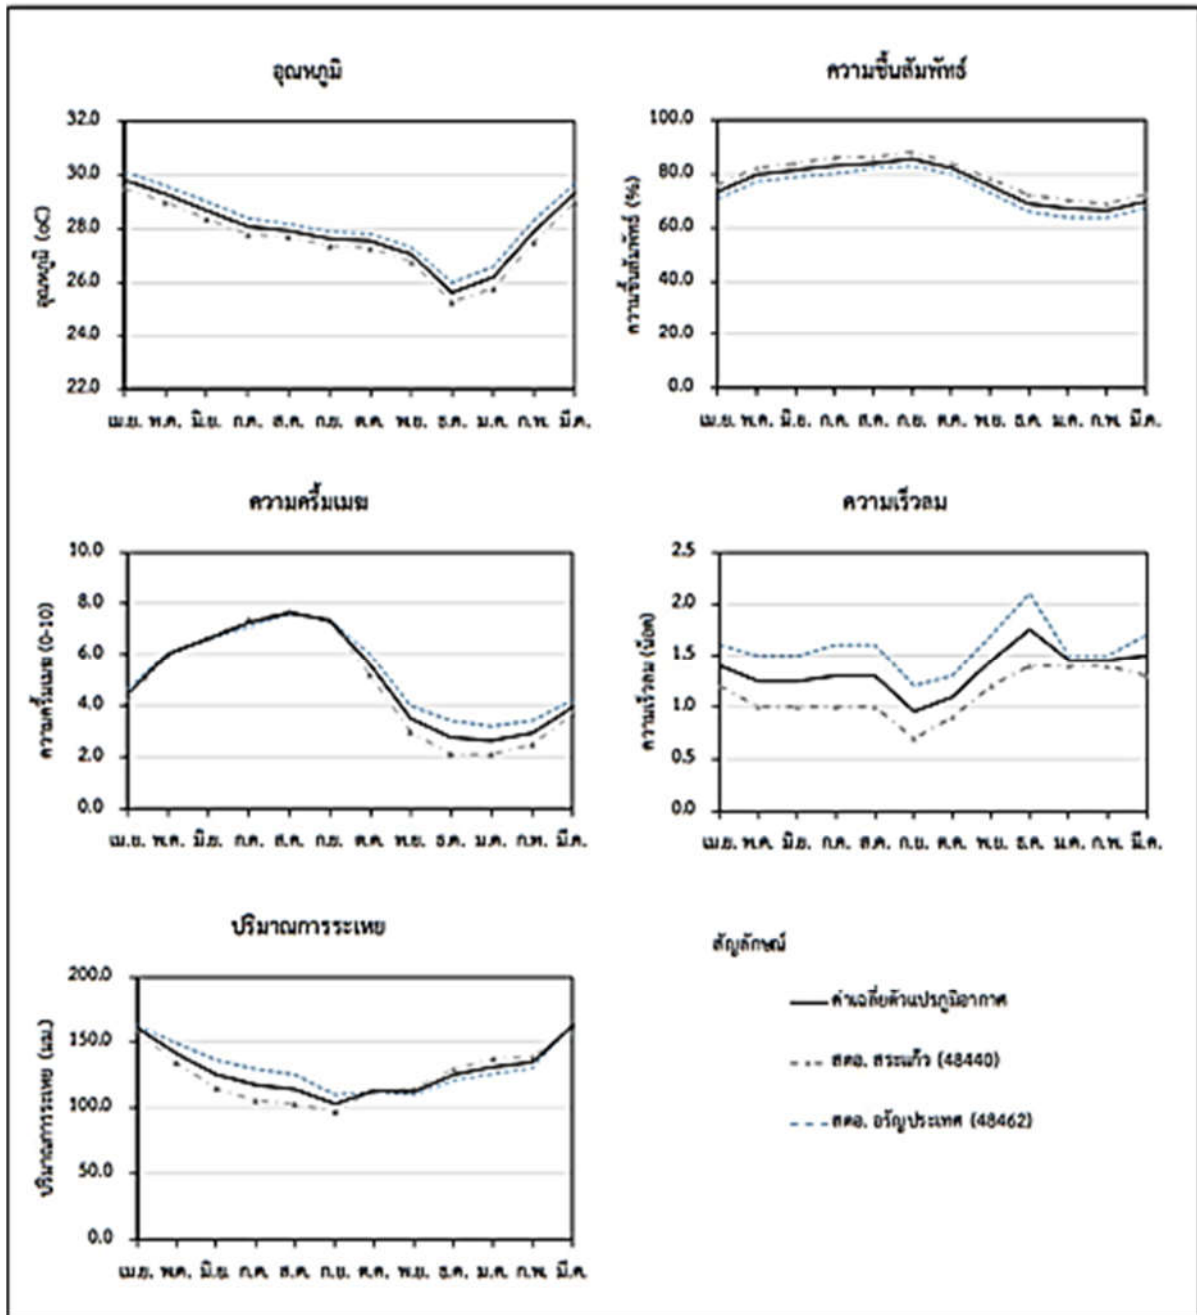 อุณหภูมิ
อุณหภูมิ (oC)
32.0
30.0
28.0
26.0
24.0
22.0
เม.ย. พ.ค. มิ.ย. ก.ค. ส.ค. ก.ย. ต.ค. พ.ย. ธ.ค. ม.ค. ก.พ. มี.ค.
ความชื้นสัมพัทธ์
ความชื้นสัมพัทธ์ (%)
100.0
80.0
60.0
40.0
20.0
0.0
เม.ย. พ.ค. มิ.ย. ก.ค. ส.ค. ก.ย. ต.ค. พ.ย. ธ.ค. ม.ค. ก.พ. มี.ค.
ความครึ้มเมฆ
ความครึ้มเมฆ (0-10)
10.0
8.0
6.0
4.0
2.0
0.0
เม.ย. พ.ค. มิ.ย. ก.ค. ส.ค. ก.ย. ต.ค. พ.ย. ธ.ค. ม.ค. ก.พ. มี.ค.
ความเร็วลม
ความเร็วลม (น็อต)
2.5
2.0
1.5
1.0
0.5
0.0
เม.ย. พ.ค. มิ.ย. ก.ค. ส.ค. ก.ย. ต.ค. พ.ย. ธ.ค. ม.ค. ก.พ. มี.ค.
ปริมาณการระเหย
ปริมาณการระเหย (มม.)
200.0
150.0
100.0
50.0
0.0
เม.ย. พ.ค. มิ.ย. ก.ค. ส.ค. ก.ย. ต.ค. พ.ย. ธ.ค. ม.ค. ก.พ. มี.ค.
สัญลักษณ์
ค่าเฉลี่ยตัวแปรภูมิอากาศ
สตอ. สระแก้ว (48440)
สตอ. อรัญประเทศ (48462)